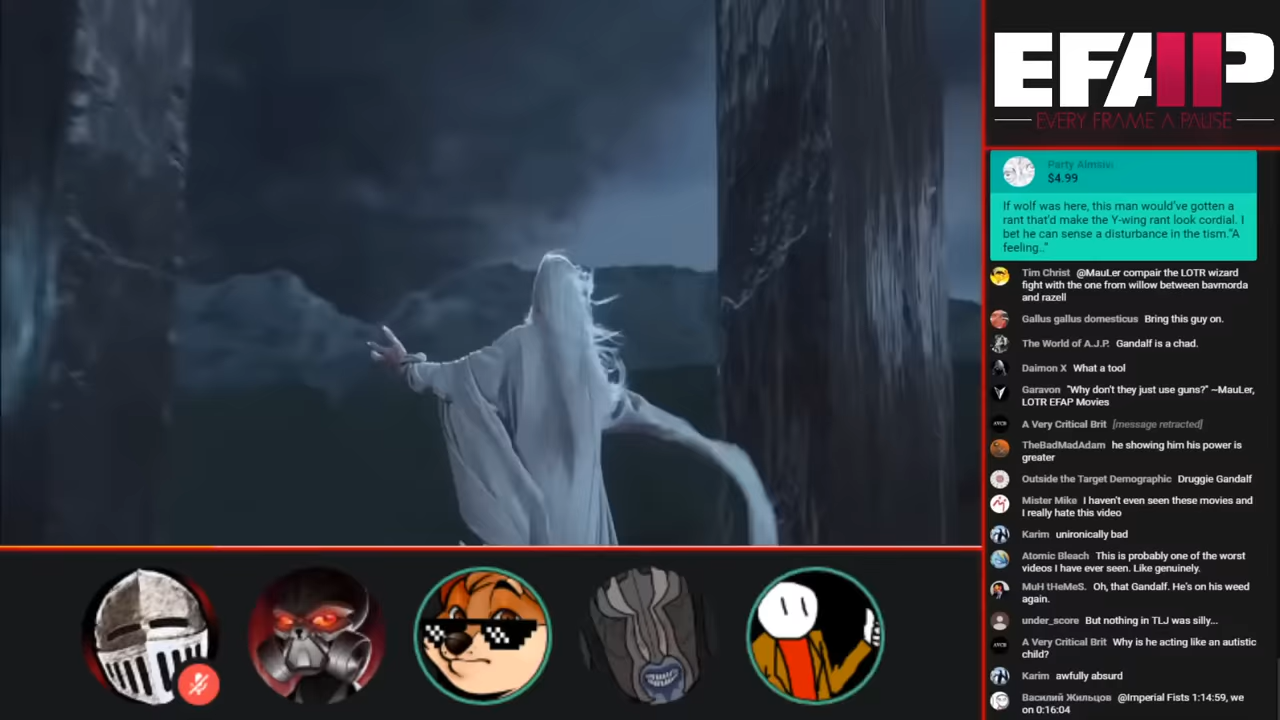 EFAP
EVERY FRAME A PAUSE
$4.99
If wolf was here, this man would've gotten a
rant that'd make the Y-wing rant look cordial. I
bet he can sense a disturbance in the tism."A
feeling.."
Tim Christ @MauLer compair the LOTR wizard
fight with the one from willow between bavmorda
and razell
Gallus gallus domesticus Bring this guy on.
The World of A.J.P. Gandalf is a chad.
Daimon X What a tool
Garavon "Why don't they just use guns?" –MauLer,
LOTR EFAP Movies
A Very Critical Brit [message retracted]
TheBadMadAdam he showing him his power is
greater
Outside the Target Demographic Druggie Gandalf
Mister Mike I haven't even seen these movies and
I really hate this video
Karim unironically bad
Atomic Bleach This is probably one of the worst
videos I have ever seen. Like genuinely.
MuH tHeMeS. Oh, that Gandalf. He's on his weed
again.
under_score But nothing in TLJ was silly...
A Very Critical Brit Why is he acting like an autistic
child?
Karim awfully absurd
Василий Жильцов @Imperial Fists 1:14:59, we
on 0:16:04